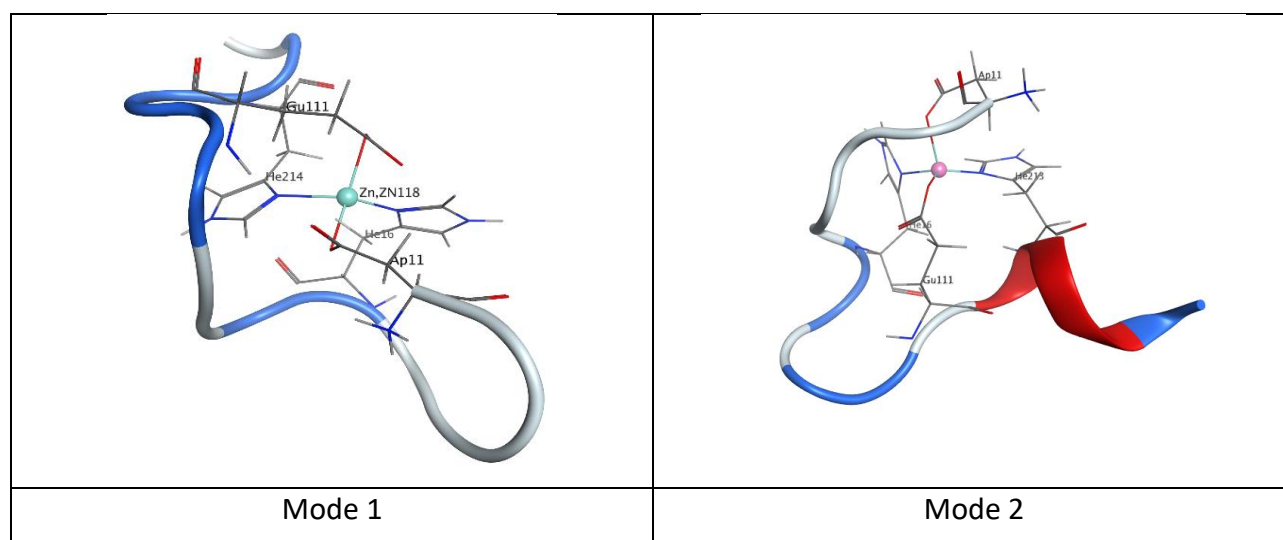 Gu111
He214
Zn,ZN118
He16
Ap11
Ap11
He213
He16
Gu111
Mode 1
Mode 2